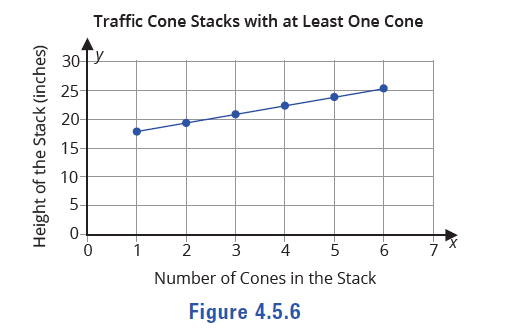 Traffic Cone Stacks with at Least One Cone
y
30
25
20
15
10
5
0
Height of the Stack (inches)
0 1 2 3 4 5 6 7 x
Number of Cones in the Stack
Figure 4.5.6